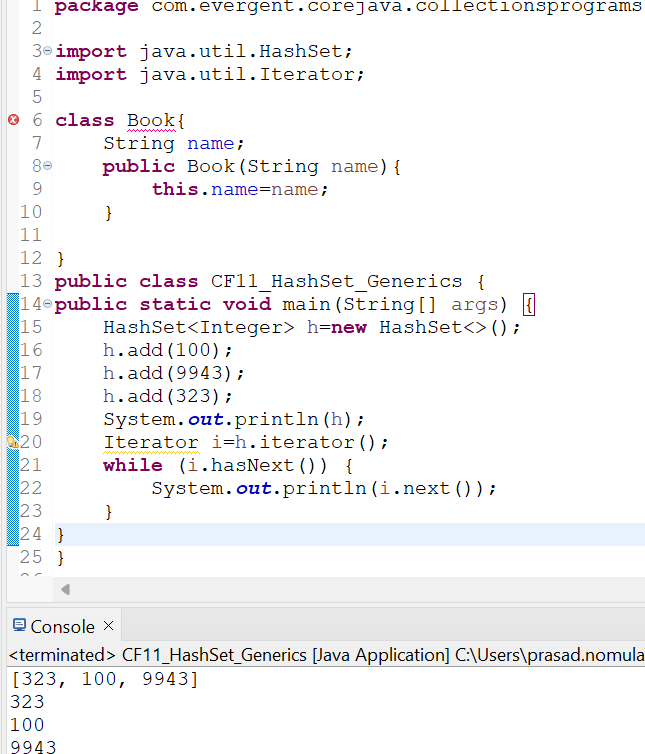 1 package com.evergent.corejava.collectionsprograms
2
3 import java.util.HashSet;
4 import java.util.Iterator;
5
6 class Book{
7     String name;
8     public Book(String name){
9         this.name=name;
10     }
11
12 }
13 public class CF11_HashSet_Generics {
14 public static void main(String[] args) {
15     HashSet<Integer> h=new HashSet<>();
16     h.add(100);
17     h.add(9943);
18     h.add(323);
19     System.out.println(h);
20     Iterator i=h.iterator();
21     while (i.hasNext()) {
22         System.out.println(i.next());
23     }
24 }
25 }
Console
<terminated> CF11_HashSet_Generics [Java Application] C:\Users\prasad.nomula
[323, 100, 9943]
323
100
9943